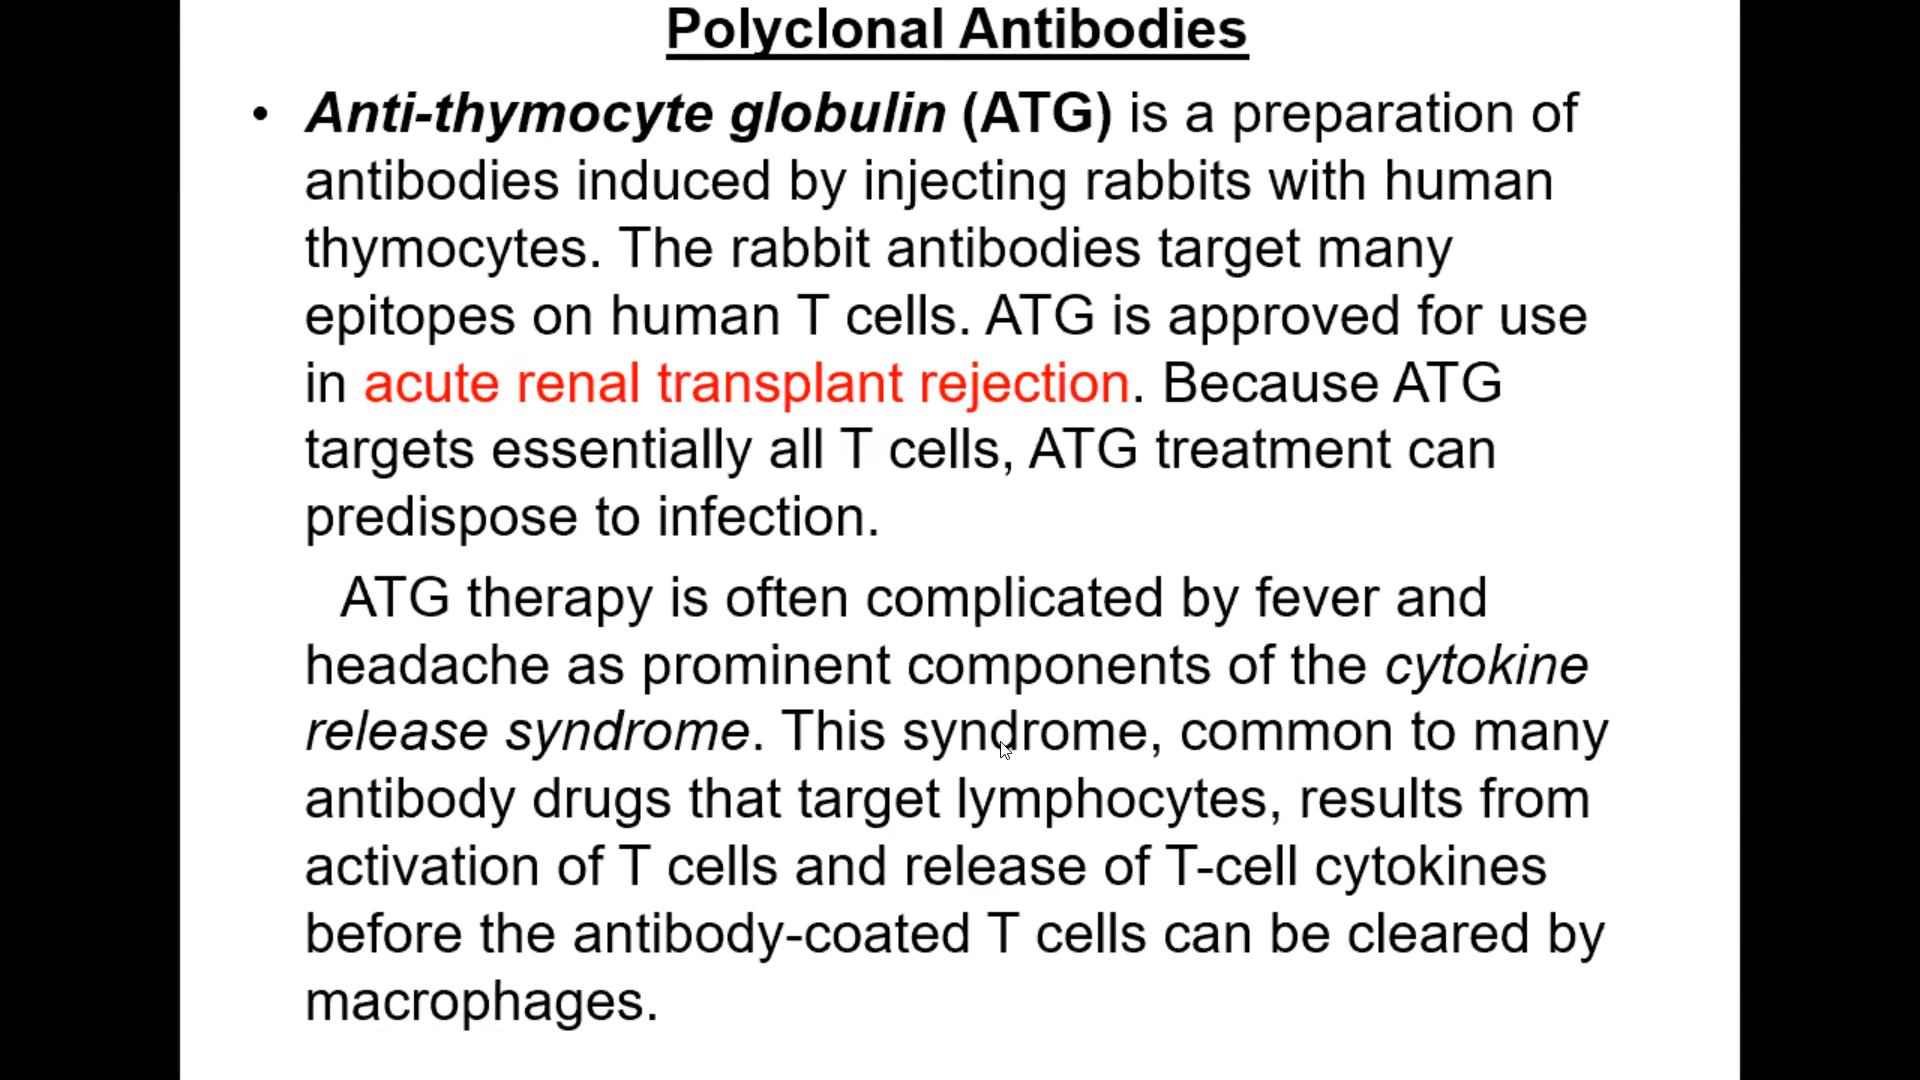 Polyclonal Antibodies
• Anti-thymocyte globulin (ATG) is a preparation of
antibodies induced by injecting rabbits with human
thymocytes. The rabbit antibodies target many
epitopes on human T cells. ATG is approved for use
in acute renal transplant rejection. Because ATG
targets essentially all T cells, ATG treatment can
predispose to infection.
ATG therapy is often complicated by fever and
headache as prominent components of the cytokine
release syndrome. This syndrome, common to many
antibody drugs that target lymphocytes, results from
activation of T cells and release of T-cell cytokines
before the antibody-coated T cells can be cleared by
macrophages.